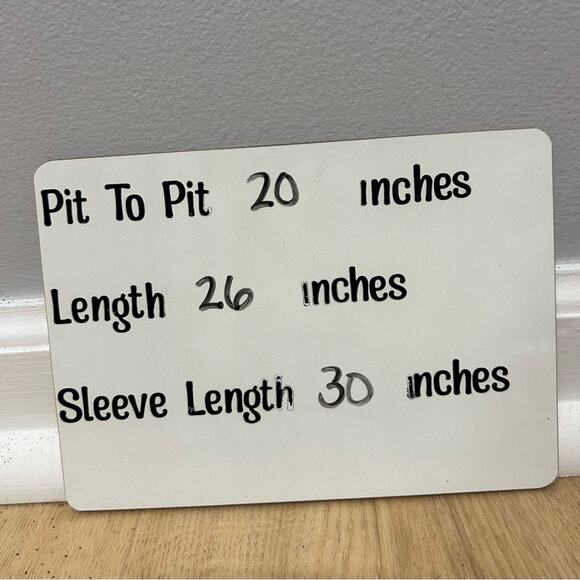 Pit To Pit 20 inches
Length 26 inches
Sleeve Length 30 inches